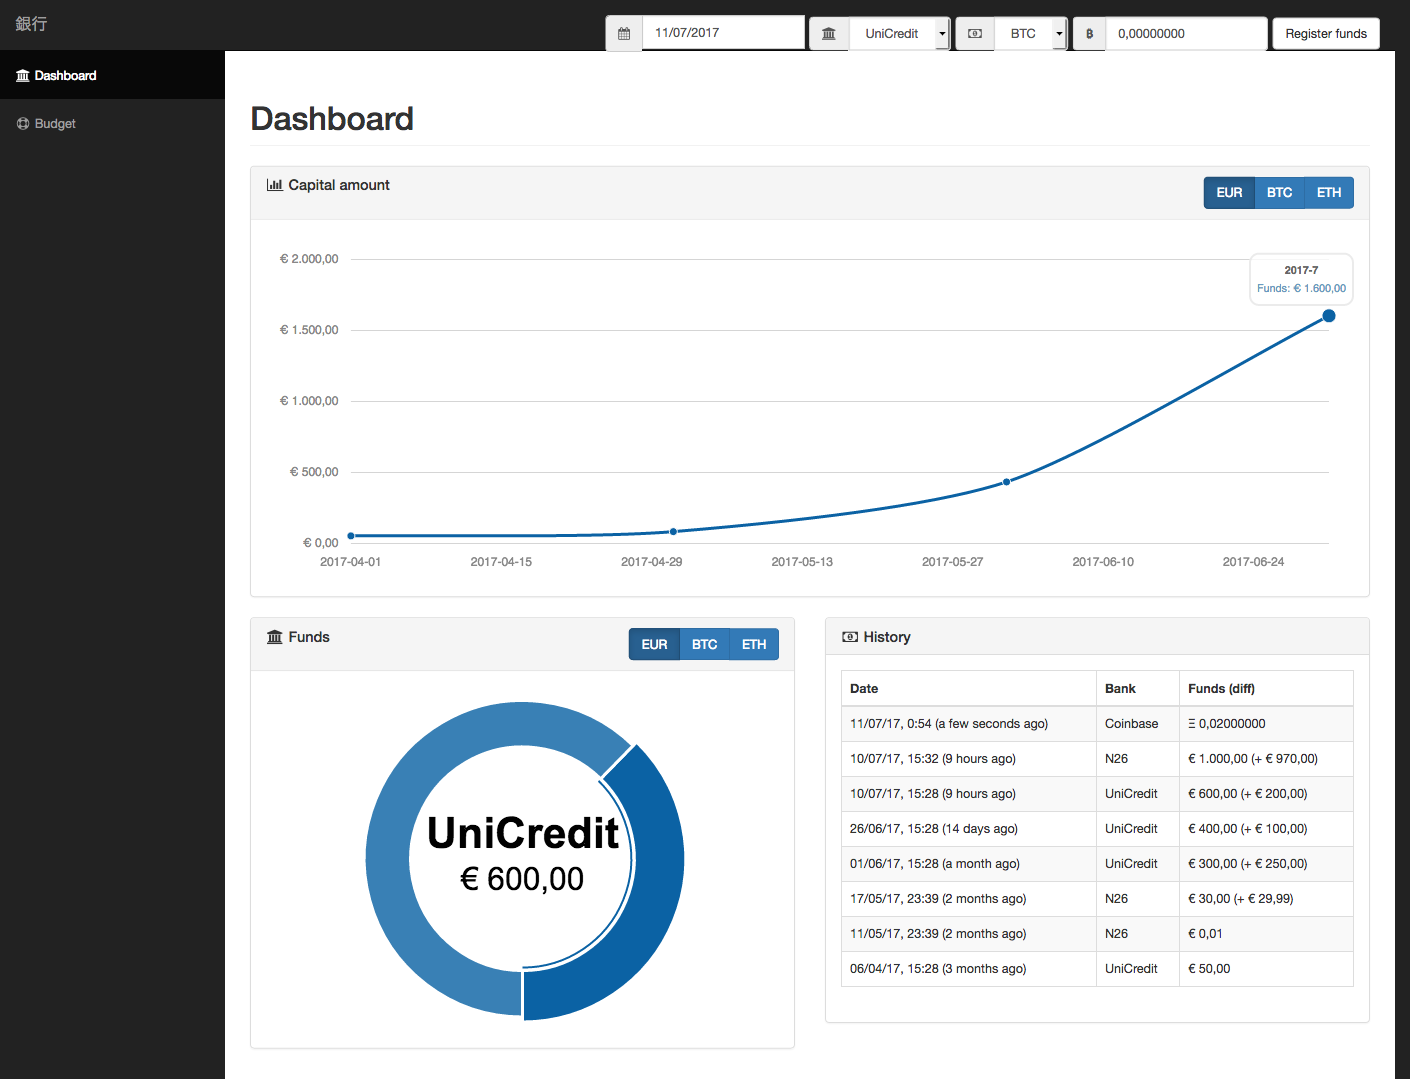 銀行
11/07/2017 UniCredit BTC ฿ 0,00000000 Register funds
Dashboard
Budget
Dashboard
Capital amount
EUR BTC ETH
€ 2.000,00
€ 1.500,00
€ 1.000,00
€ 500,00
€ 0,00
2017-7
Funds: € 1.600,00
2017-04-01 2017-04-15 2017-04-29 2017-05-13 2017-05-27 2017-06-10 2017-06-24
Funds
EUR BTC ETH
UniCredit
€ 600,00
History
Date Bank Funds (diff)
11/07/17, 0:54 (a few seconds ago) Coinbase Ξ 0,02000000
10/07/17, 15:32 (9 hours ago) N26 € 1.000,00 (+ € 970,00)
10/07/17, 15:28 (9 hours ago) UniCredit € 600,00 (+ € 200,00)
26/06/17, 15:28 (14 days ago) UniCredit € 400,00 (+ € 100,00)
01/06/17, 15:28 (a month ago) UniCredit € 300,00 (+ € 250,00)
17/05/17, 23:39 (2 months ago) N26 € 30,00 (+ € 29,99)
11/05/17, 23:39 (2 months ago) N26 € 0,01
06/04/17, 15:28 (3 months ago) UniCredit € 50,00